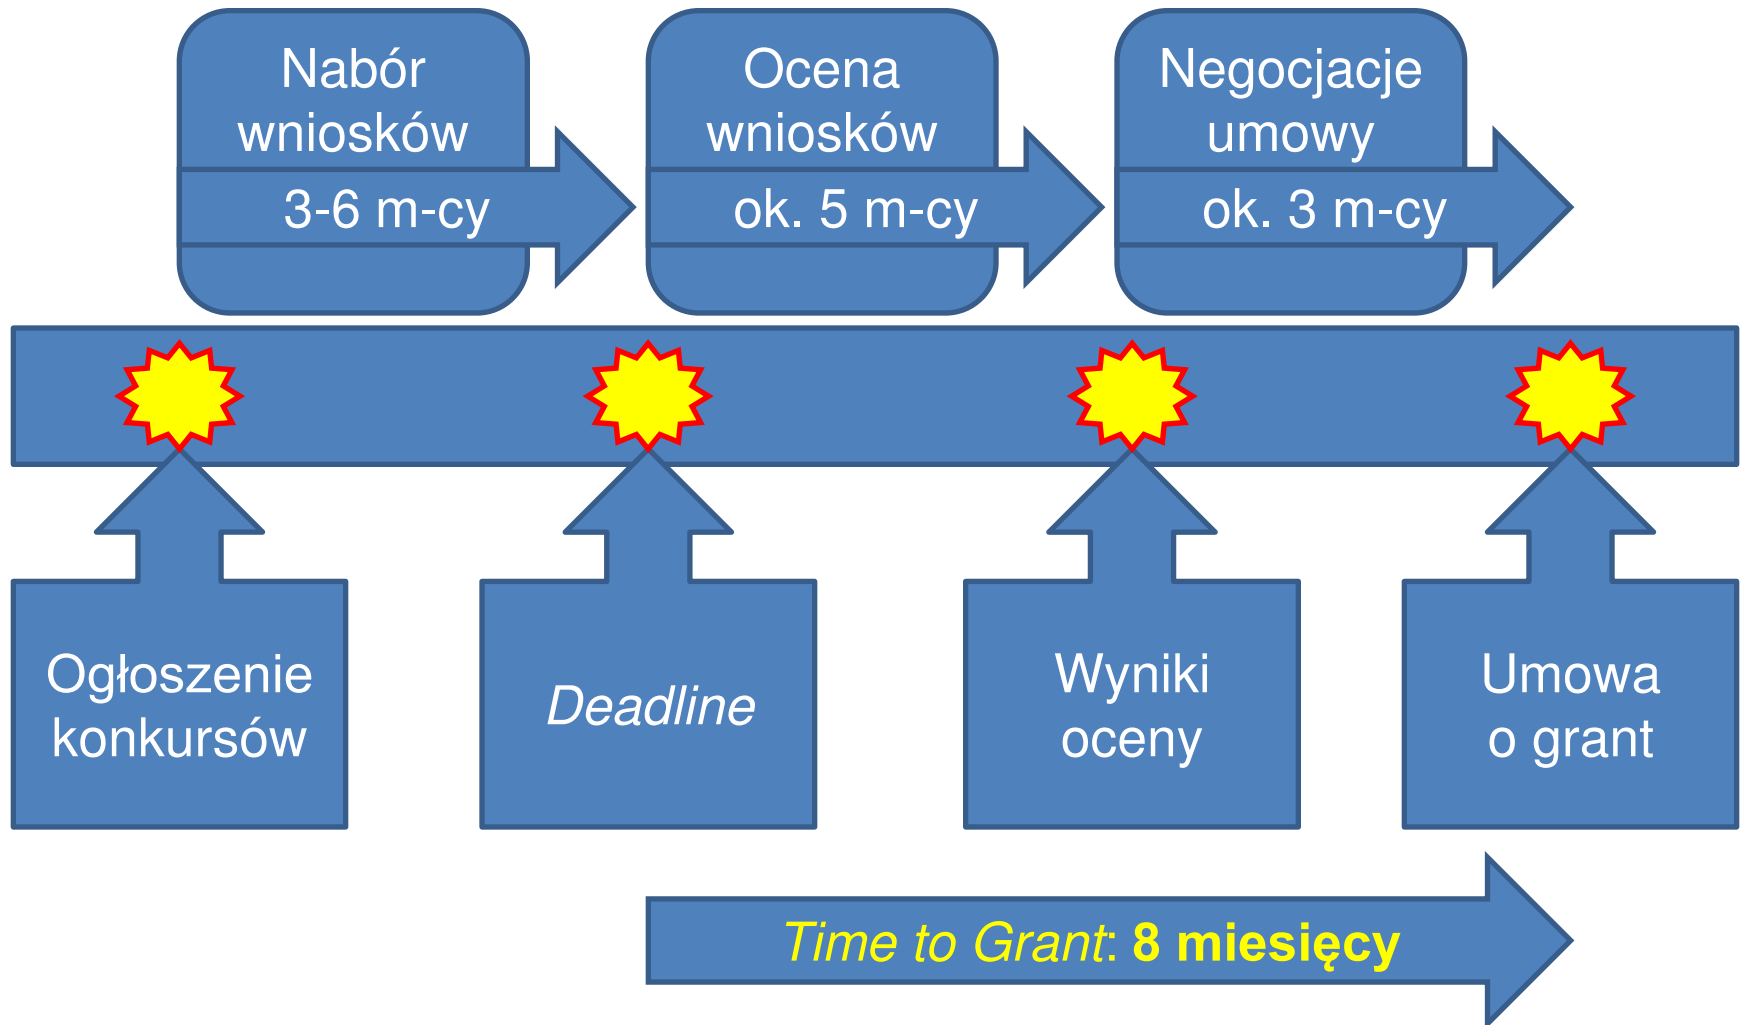 Nabór
wniosków
3-6 m-cy
Ocena
wniosków
ok. 5 m-cy
Negocjacje
umowy
ok. 3 m-cy
Ogłoszenie
konkursów
Deadline
Wyniki
oceny
Umowa
o grant
Time to Grant: 8 miesięcy